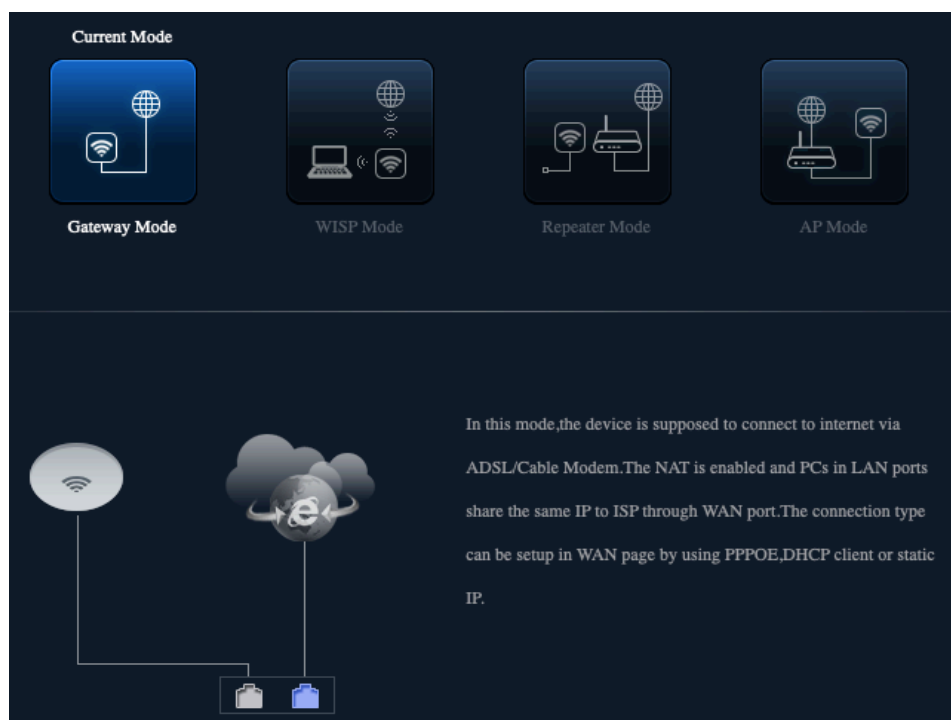 Current Mode
Gateway Mode
WISP Mode
Repeater Mode
AP Mode
In this mode,the device is supposed to connect to internet via
ADSL/Cable Modem.The NAT is enabled and PCs in LAN ports
share the same IP to ISP through WAN port.The connection type
can be setup in WAN page by using PPPOE,DHCP client or static
IP.